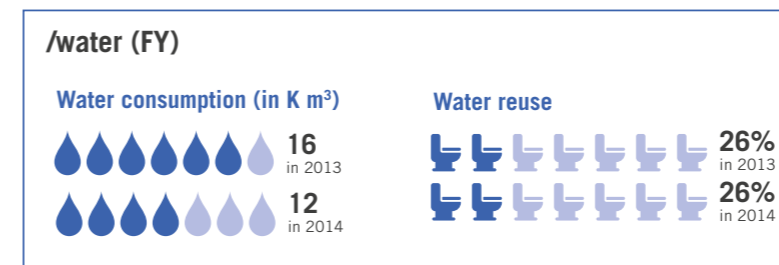 /water (FY)
Water consumption (in K m³)
16
in 2013
12
in 2014
Water reuse
26%
in 2013
26%
in 2014